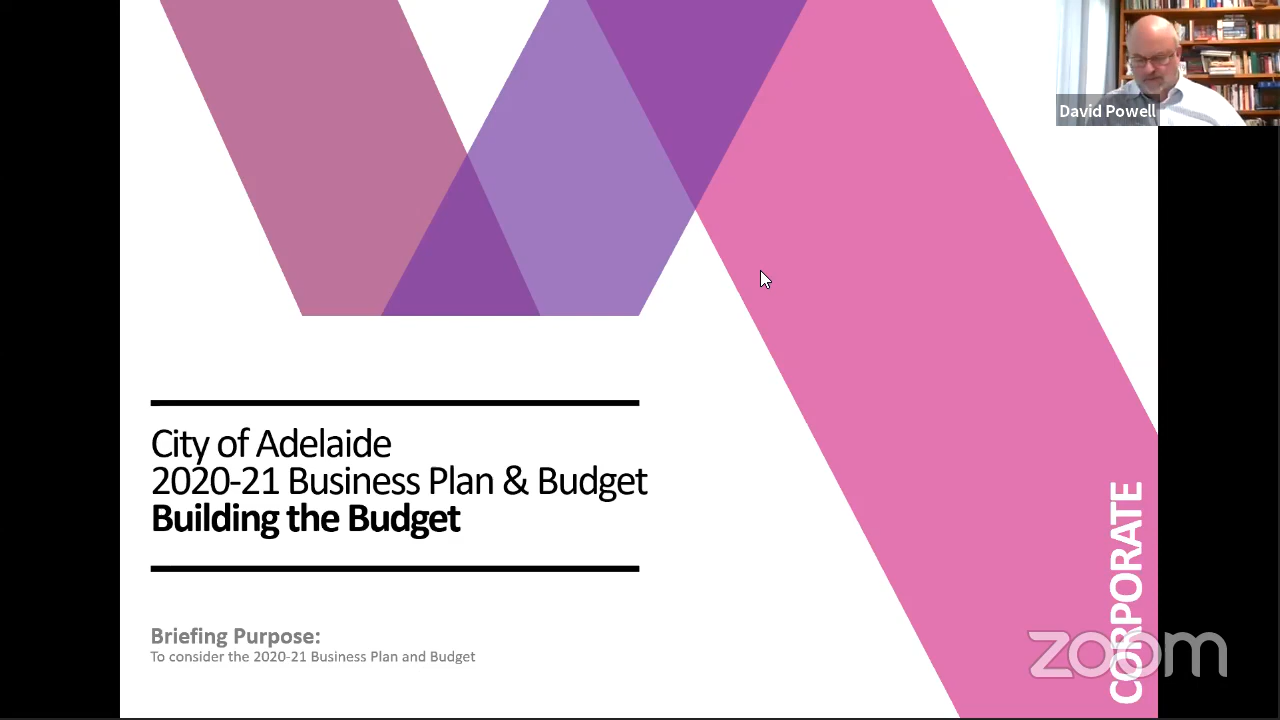 David Powell
City of Adelaide
2020-21 Business Plan & Budget
Building the Budget
Briefing Purpose:
To consider the 2020-21 Business Plan and Budget
CORPORATE
zoom